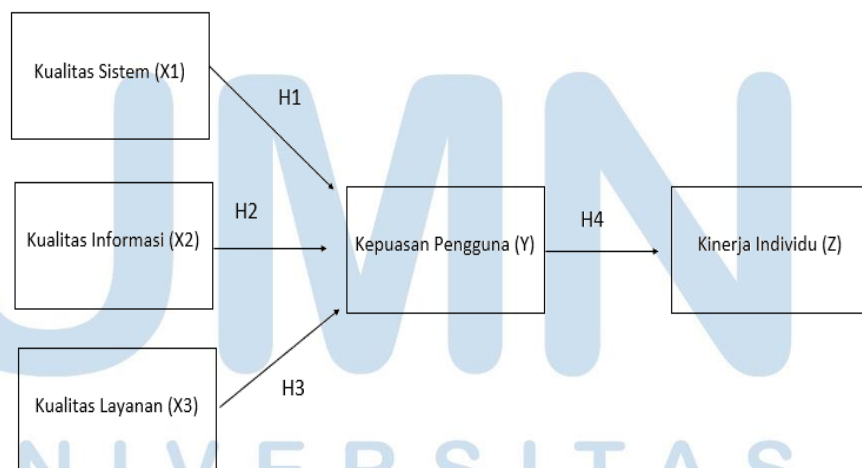 Kualitas Sistem (X1)
H1
Kualitas Informasi (X2)
H2
Kepuasan Pengguna (Y)
H4
Kinerja Individu (Z)
Kualitas Layanan (X3)
H3
UMN
UNIVERSITAS